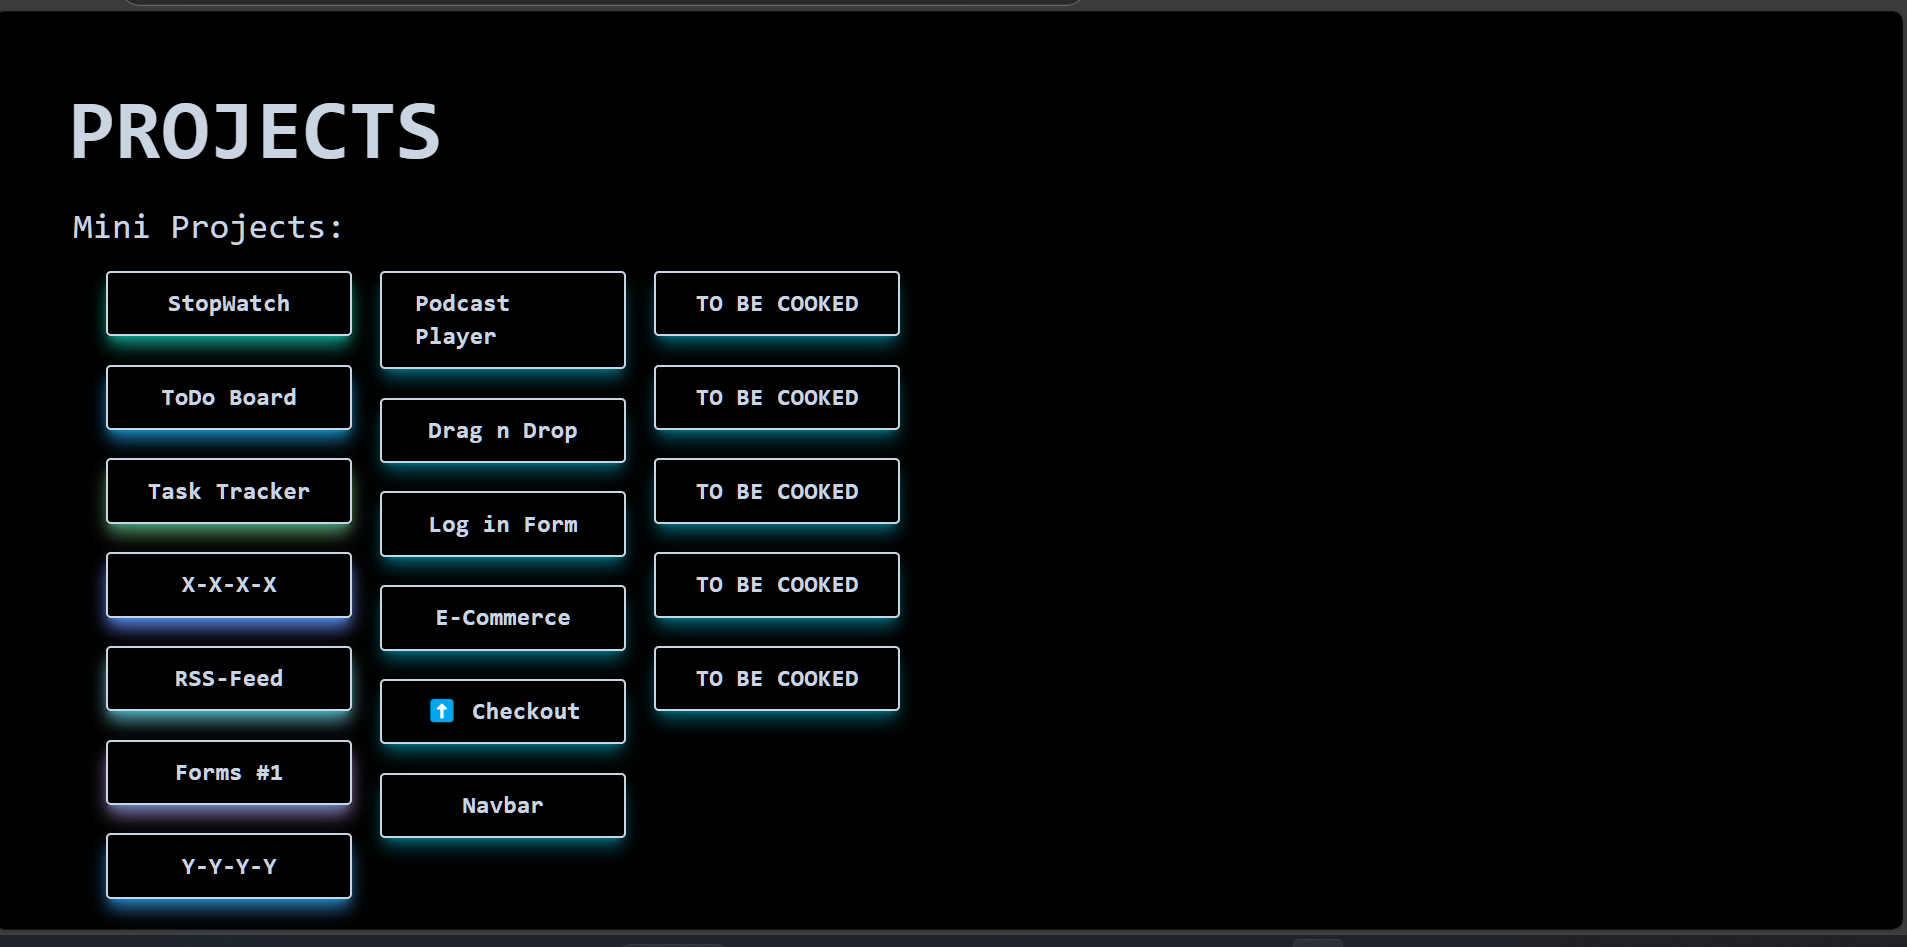 PROJECTS
Mini Projects:
StopWatch
ToDo Board
Task Tracker
X-X-X-X
RSS-Feed
Forms #1
Y-Y-Y-Y
Podcast
Player
Drag n Drop
Log in Form
E-Commerce
⬆️ Checkout
Navbar
TO BE COOKED
TO BE COOKED
TO BE COOKED
TO BE COOKED
TO BE COOKED